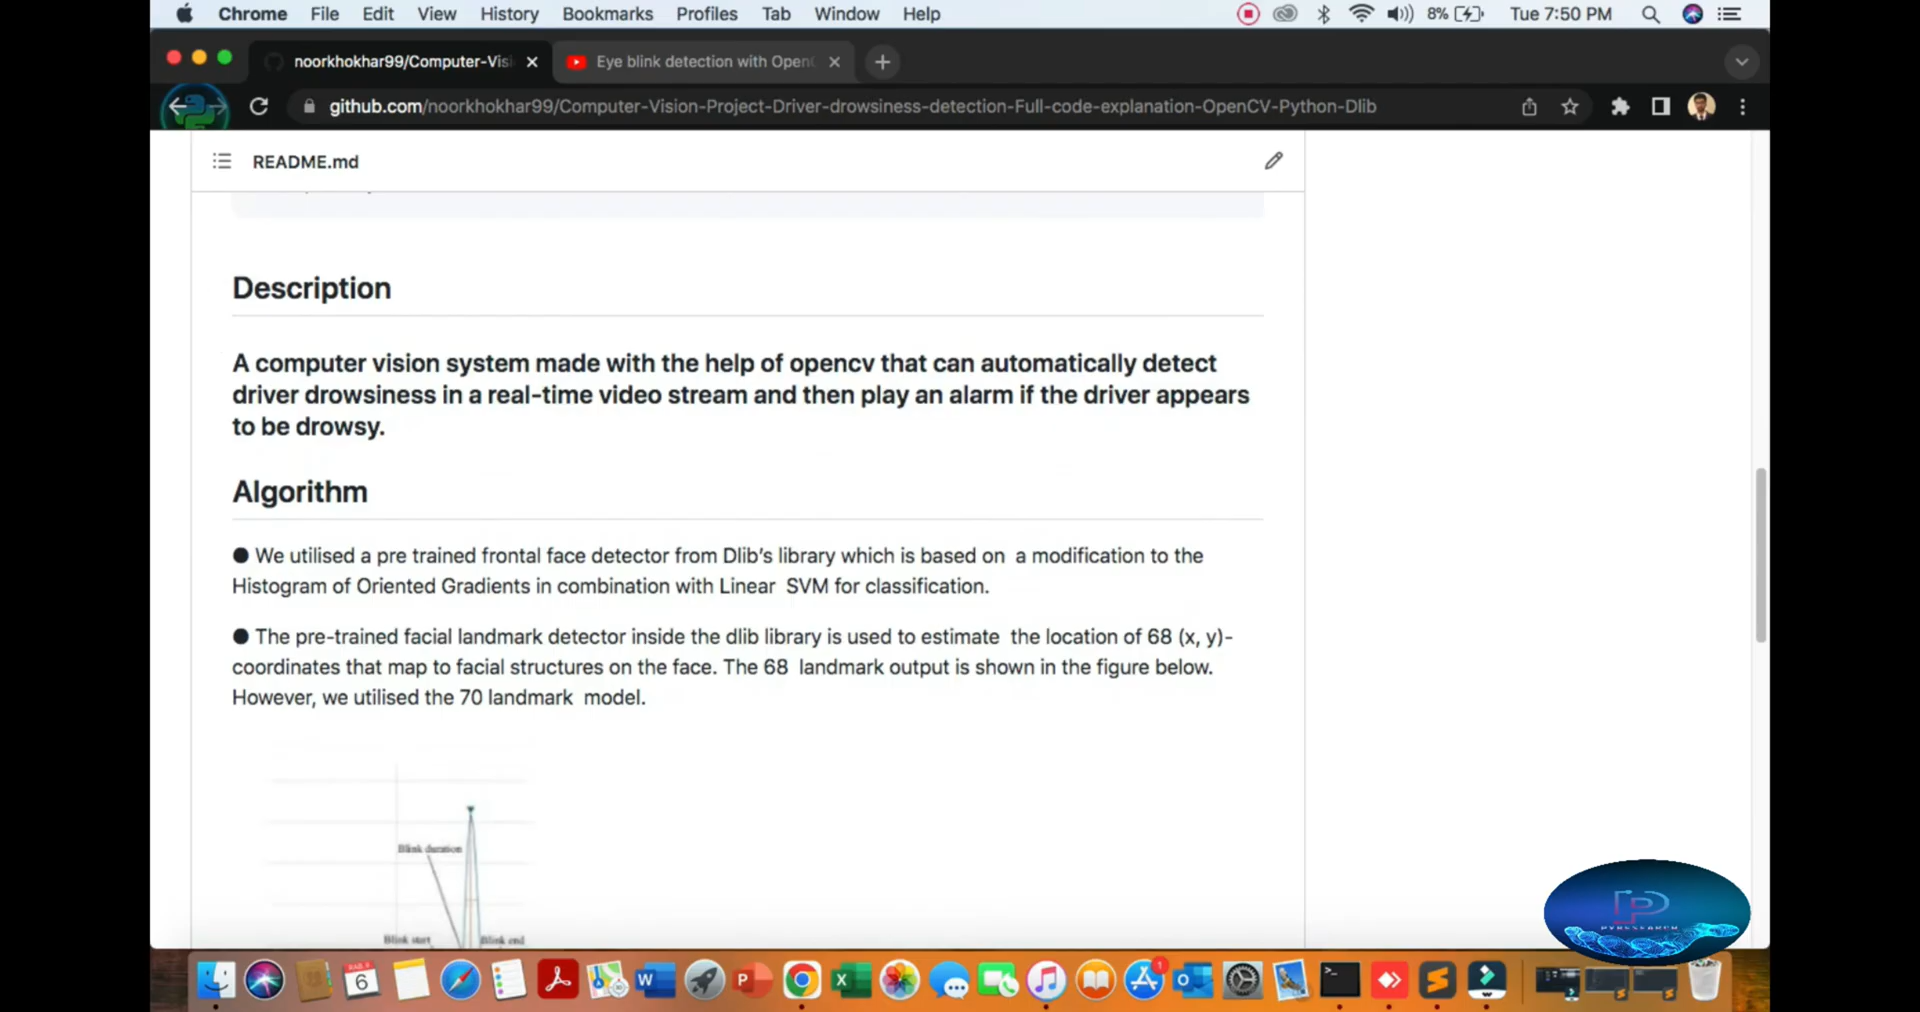 Chrome File Edit View History Bookmarks Profiles Tab Window Help 8% Tue 7:50 PM
noorkhokhar99/Computer-Vis Eye blink detection with Open
github.com/noorkhokhar99/Computer-Vision-Project-Driver-drowsiness-detection-Full-code-explanation-OpenCV-Python-Dlib
README.md
Description
A computer vision system made with the help of opencv that can automatically detect
driver drowsiness in a real-time video stream and then play an alarm if the driver appears
to be drowsy.
Algorithm
● We utilised a pre trained frontal face detector from Dlib's library which is based on a modification to the
Histogram of Oriented Gradients in combination with Linear SVM for classification.
● The pre-trained facial landmark detector inside the dlib library is used to estimate the location of 68 (x, y)-
coordinates that map to facial structures on the face. The 68 landmark output is shown in the figure below.
However, we utilised the 70 landmark model.
Blink duration
Blink start Blink end
PYRESEARCH
6
1